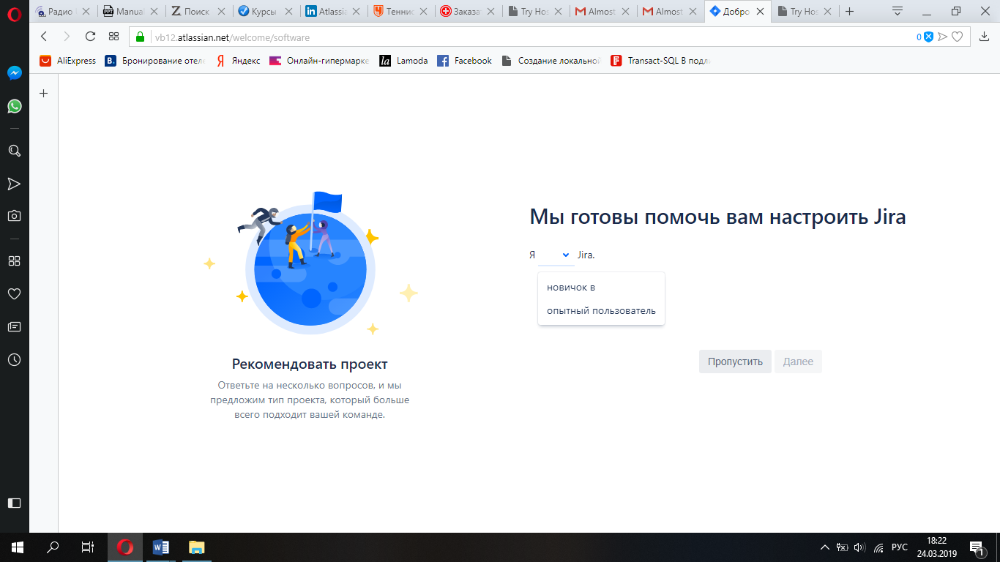 Радио
Manual
Поиск
Курсы
Atlassia
Теннис
Заказа
Try Hos
Almost
Almost
Добро
Try Hos
vb12.atlassian.net/welcome/software
0
AliExpress
Бронирование отеле
Яндекс
Онлайн-гипермарке
Lamoda
Facebook
Создание локальной
Transact-SQL В подли
Мы готовы помочь вам настроить Jira
Я Jira.
новичок в
опытный пользователь
Пропустить
Далее
Рекомендовать проект
Ответьте на несколько вопросов, и мы
предложим тип проекта, который больше
всего подходит вашей команде.
РУС
18:22
24.03.2019
1